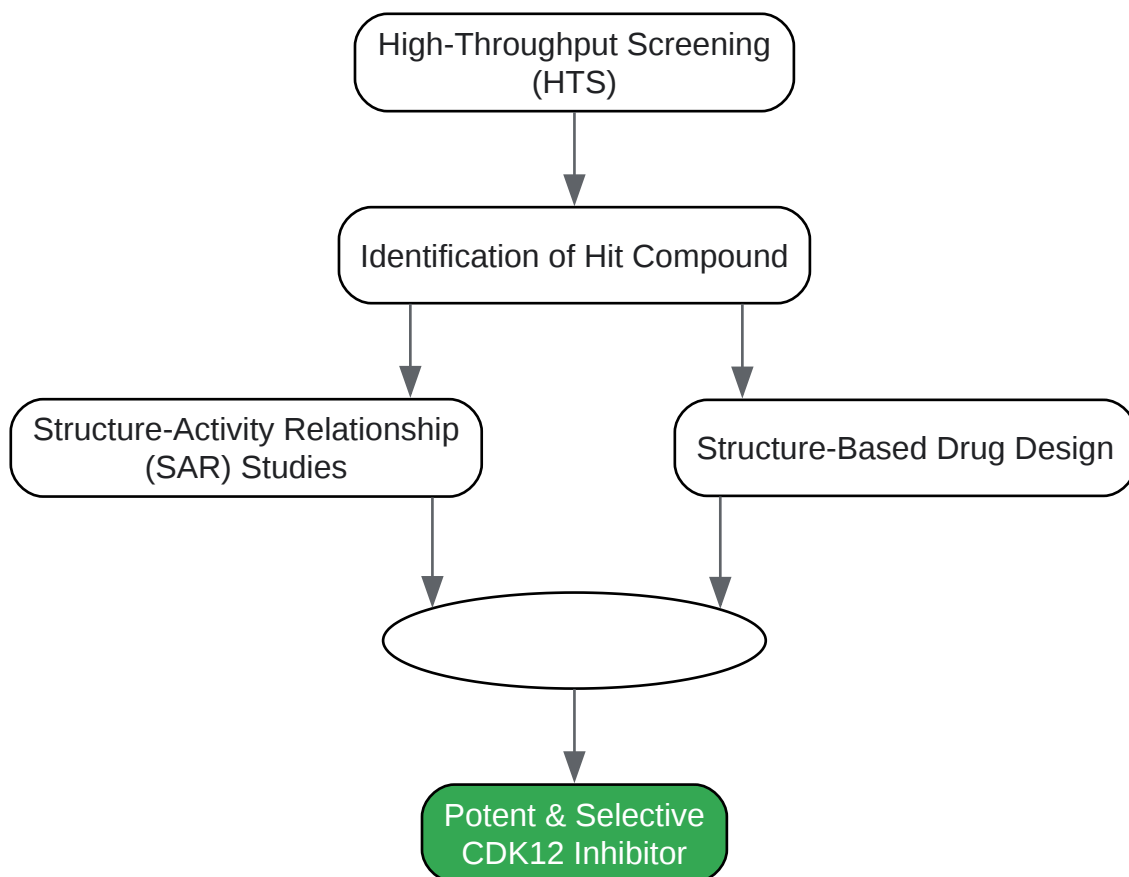 High-Throughput Screening
(HTS)
Identification of Hit Compound
Structure-Activity Relationship
(SAR) Studies
Structure-Based Drug Design
Potent & Selective
CDK12 Inhibitor